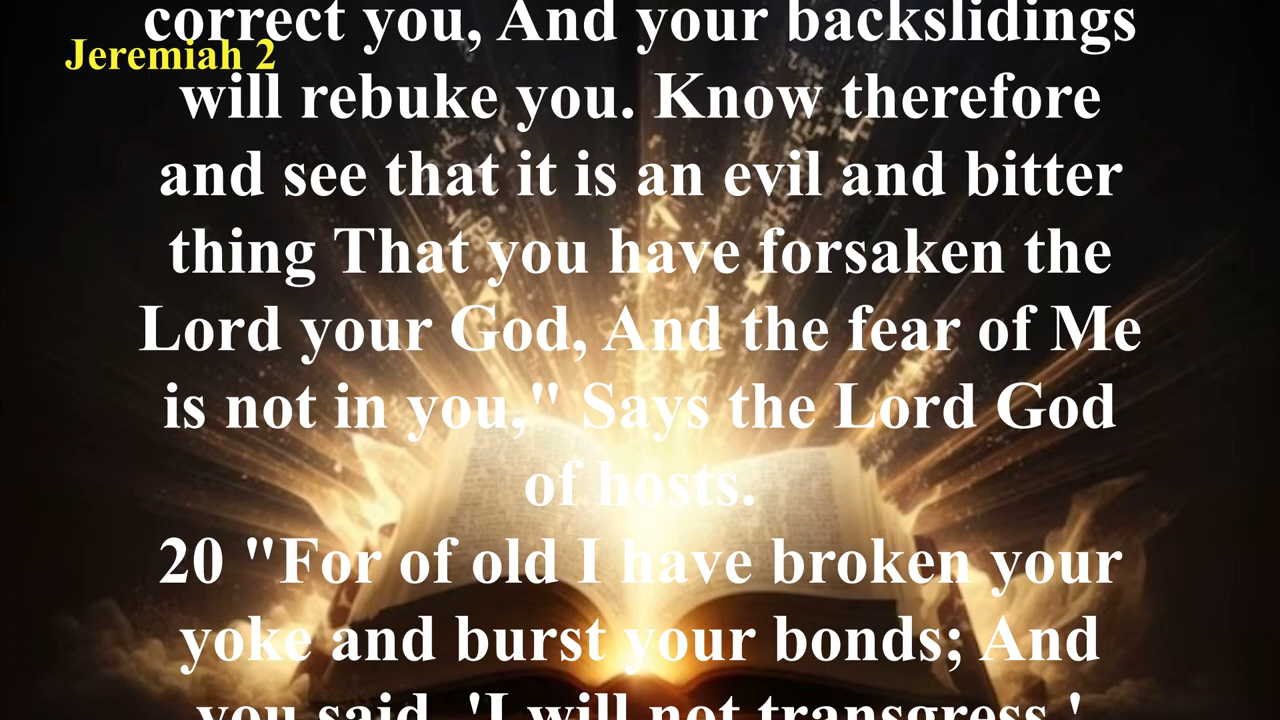 correct you, And your backslidings
Jeremiah 2
will rebuke you. Know therefore
and see that it is an evil and bitter
thing That you have forsaken the
Lord your God, And the fear of Me
is not in you," Says the Lord God
of hosts.
20 "For of old I have broken your
yoke and burst your bonds; And
you said, 'I will not transgress,'